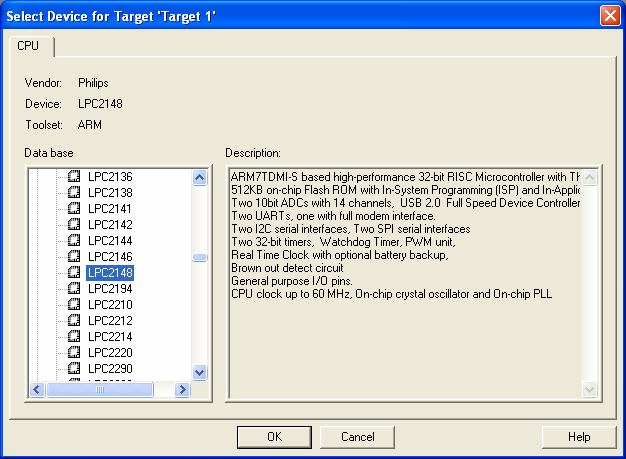 Select Device for Target 'Target 1'
CPU
Vendor: Philips
Device: LPC2148
Toolset: ARM
Data base
LPC2136
LPC2138
LPC2141
LPC2142
LPC2144
LPC2146
LPC2148
LPC2194
LPC2210
LPC2212
LPC2214
LPC2220
LPC2290
Description:
ARM7TDMI-S based high-performance 32-bit RISC Microcontroller with Th
512KB on-chip Flash ROM with In-System Programming (ISP) and In-Applic
Two 10bit ADCs with 14 channels, USB 2.0 Full Speed Device Controller
Two UARTs, one with full modem interface.
Two I2C serial interfaces, Two SPI serial interfaces
Two 32-bit timers, Watchdog Timer, PWM unit,
Real Time Clock with optional battery backup,
Brown out detect circuit
General purpose I/O pins.
CPU clock up to 60 MHz, On-chip crystal oscillator and On-chip PLL
OK
Cancel
Help